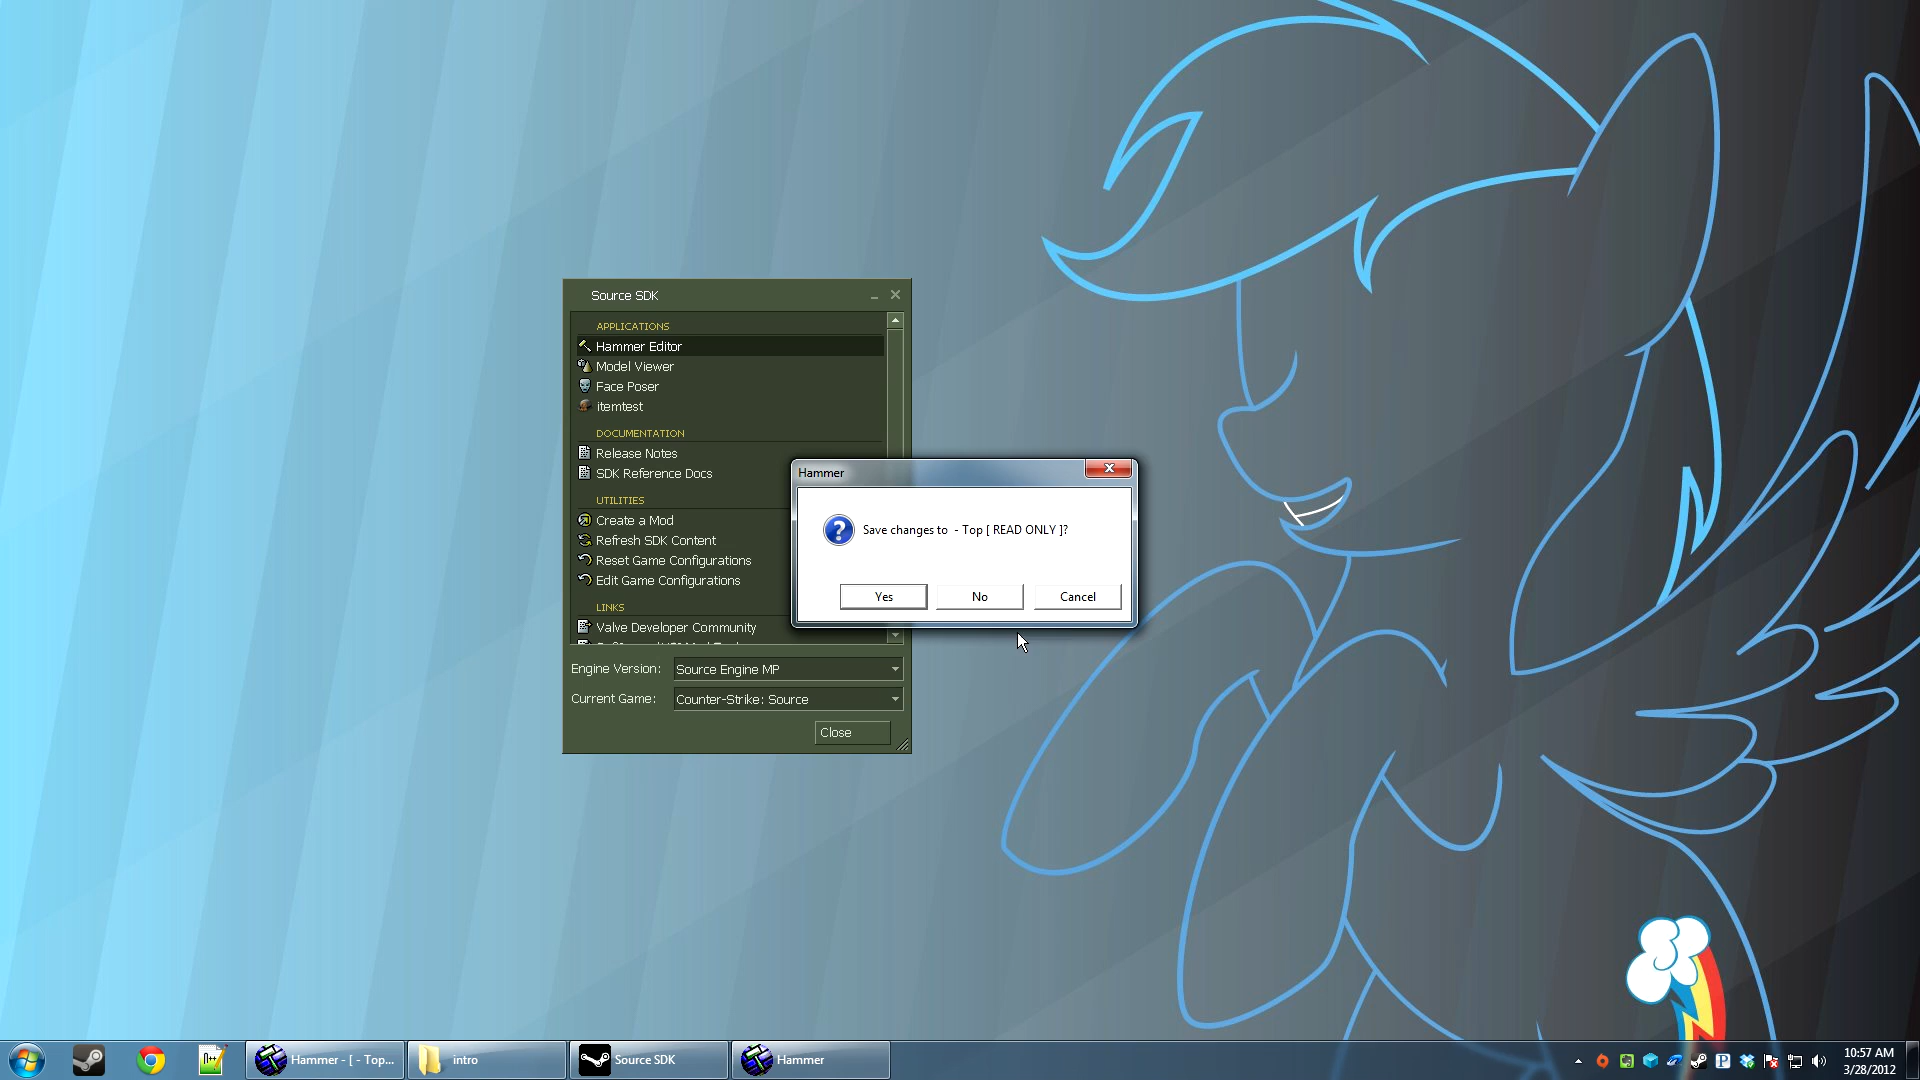 Source SDK
APPLICATIONS
Hammer Editor
Model Viewer
Face Poser
itemtest
DOCUMENTATION
Release Notes
SDK Reference Docs
UTILITIES
Create a Mod
Refresh SDK Content
Reset Game Configurations
Edit Game Configurations
LINKS
Valve Developer Community
Engine Version: Source Engine MP
Current Game: Counter-Strike: Source
Close
Hammer
Save changes to - Top [ READ ONLY ]?
Yes No Cancel
Hammer - [ - Top... intro Source SDK Hammer
10:57 AM
3/28/2012